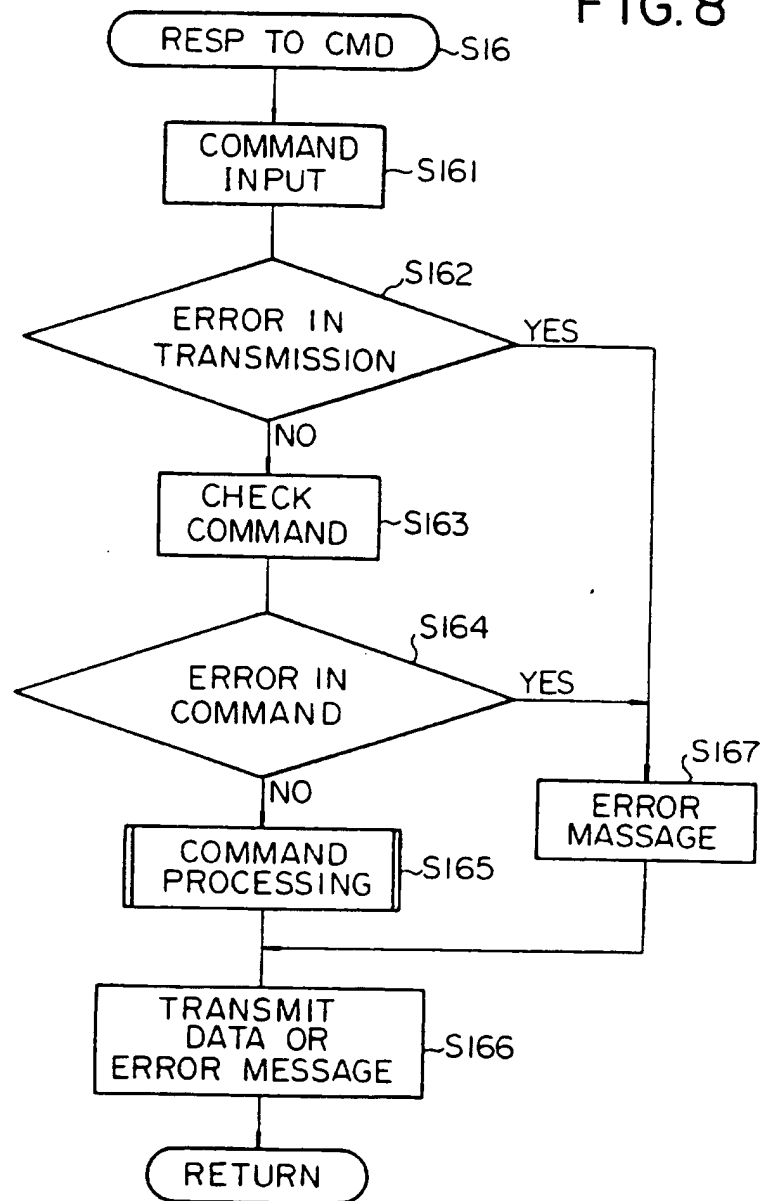 FIG. 8
RESP TO CMD
S16
COMMAND
INPUT
S161
S162
ERROR IN
TRANSMISSION
YES
NO
CHECK
COMMAND
S163
S164
ERROR IN
COMMAND
YES
NO
S167
ERROR
MASSAGE
COMMAND
PROCESSING
S165
TRANSMIT
DATA OR
ERROR MESSAGE
S166
RETURN